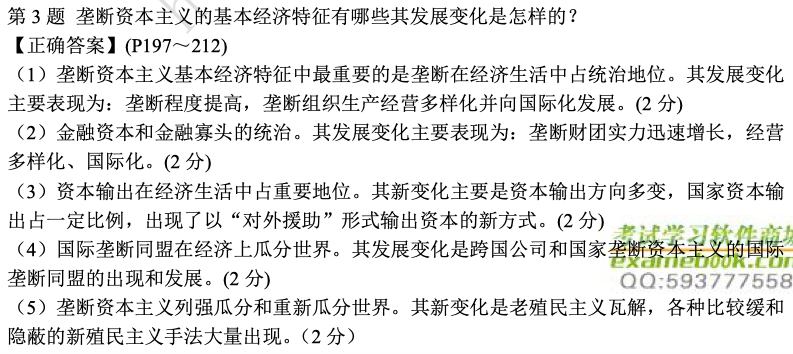 第 3 题 垄断资本主义的基本经济特征有哪些其发展变化是怎样的？
【正确答案】(P197～212)
（1）垄断资本主义基本经济特征中最重要的是垄断在经济生活中占统治地位。其发展变化
主要表现为：垄断程度提高，垄断组织生产经营多样化并向国际化发展。(2 分)
（2）金融资本和金融寡头的统治。其发展变化主要表现为：垄断财团实力迅速增长，经营
多样化、国际化。(2 分)
（3）资本输出在经济生活中占重要地位。其新变化主要是资本输出方向多变，国家资本输
出占一定比例，出现了以“对外援助”形式输出资本的新方式。(2 分)
考试学习软件商城
（4）国际垄断同盟在经济上瓜分世界。其发展变化是跨国公司和国家垄断资本主义的国际
examebook.com
垄断同盟的出现和发展。(2 分)
QQ:593777558
（5）垄断资本主义列强瓜分和重新瓜分世界。其新变化是老殖民主义瓦解，各种比较缓和
隐蔽的新殖民主义手法大量出现。（2 分）